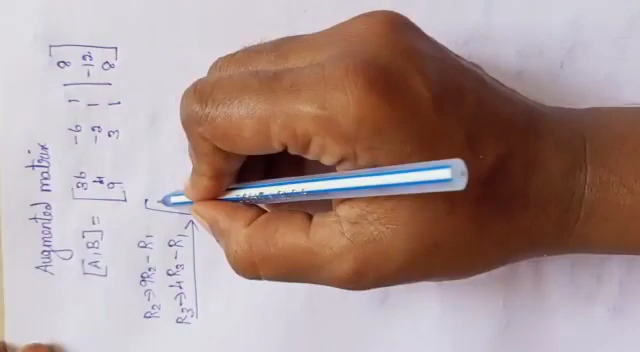 Augmented matrix
36 -6 1 | 8
[A,B] = 4 -2 1 | -12
9 3 1 | 8
R₂→9R₂-R₁
R₃→4R₃-R₁